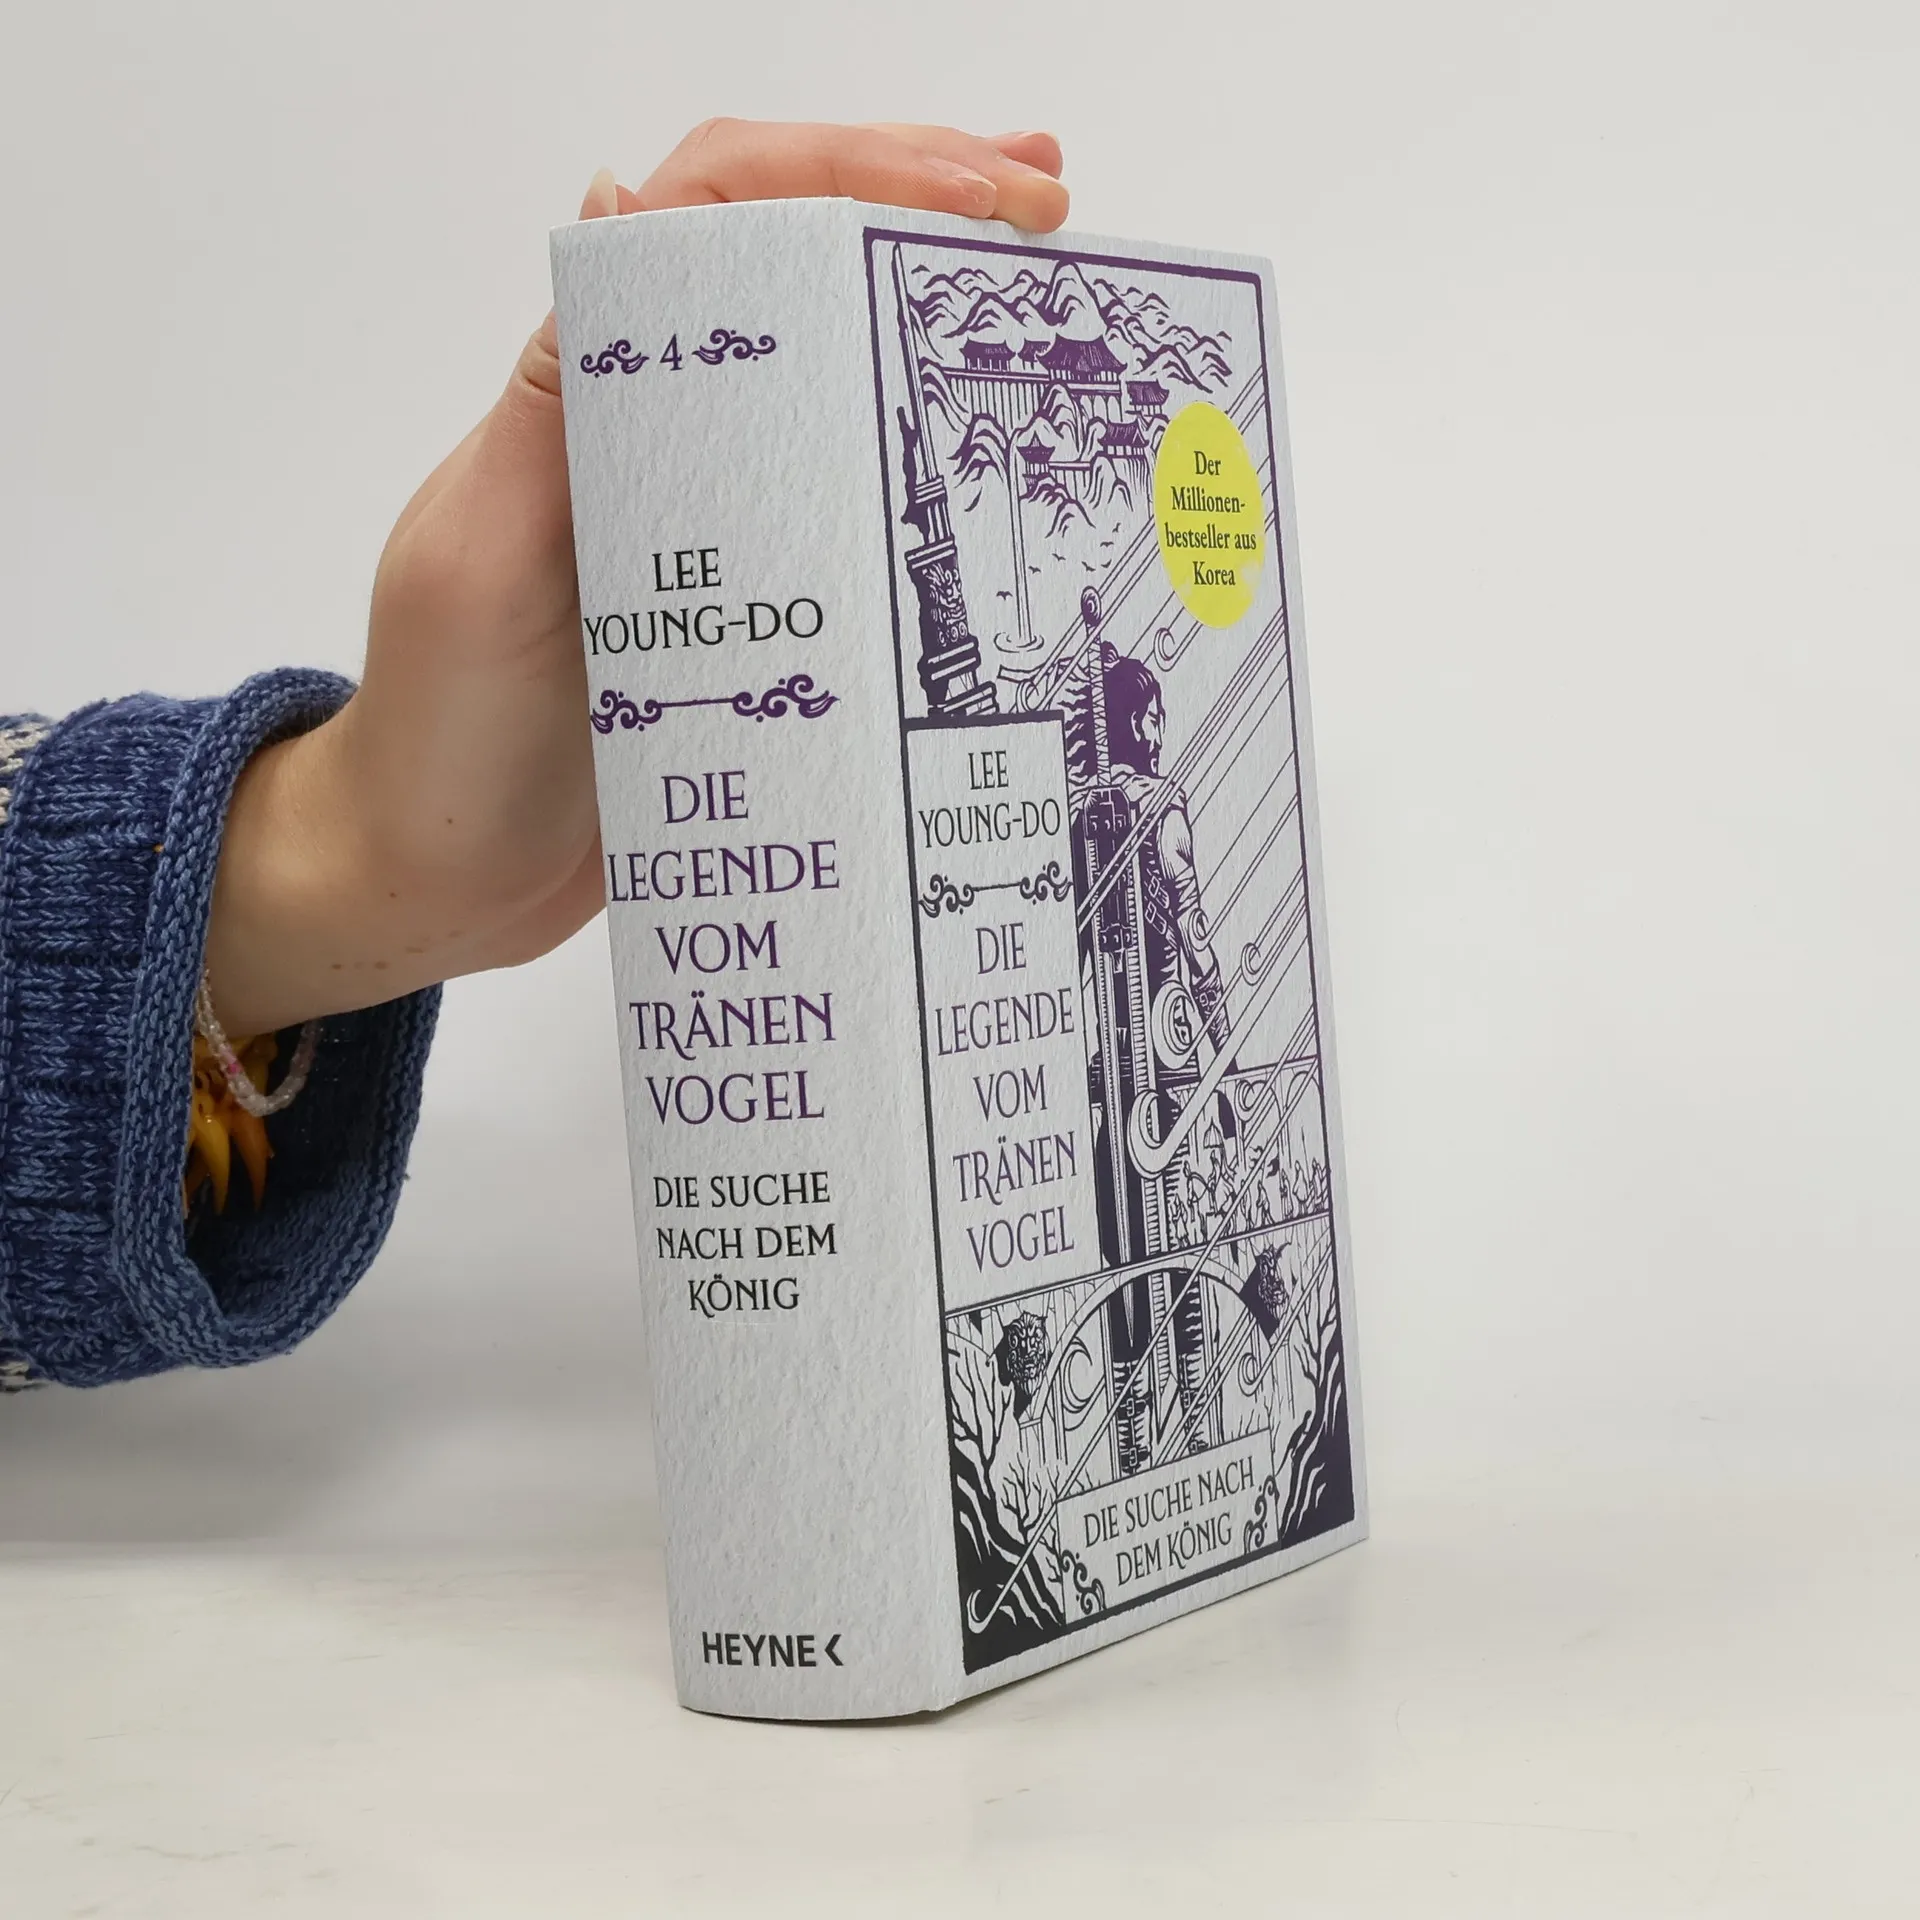 4
LEE
YOUNG-DO
DIE
LEGENDE
VOM
TRÄNEN
VOGEL
DIE SUCHE
NACH DEM
KÖNIG
HEYNE
Der
Millionen-
bestseller aus
Korea
LEE
YOUNG-DO
DIE
LEGENDE
VOM
TRÄNEN
VOGEL
DIE SUCHE NACH
DEM KÖNIG